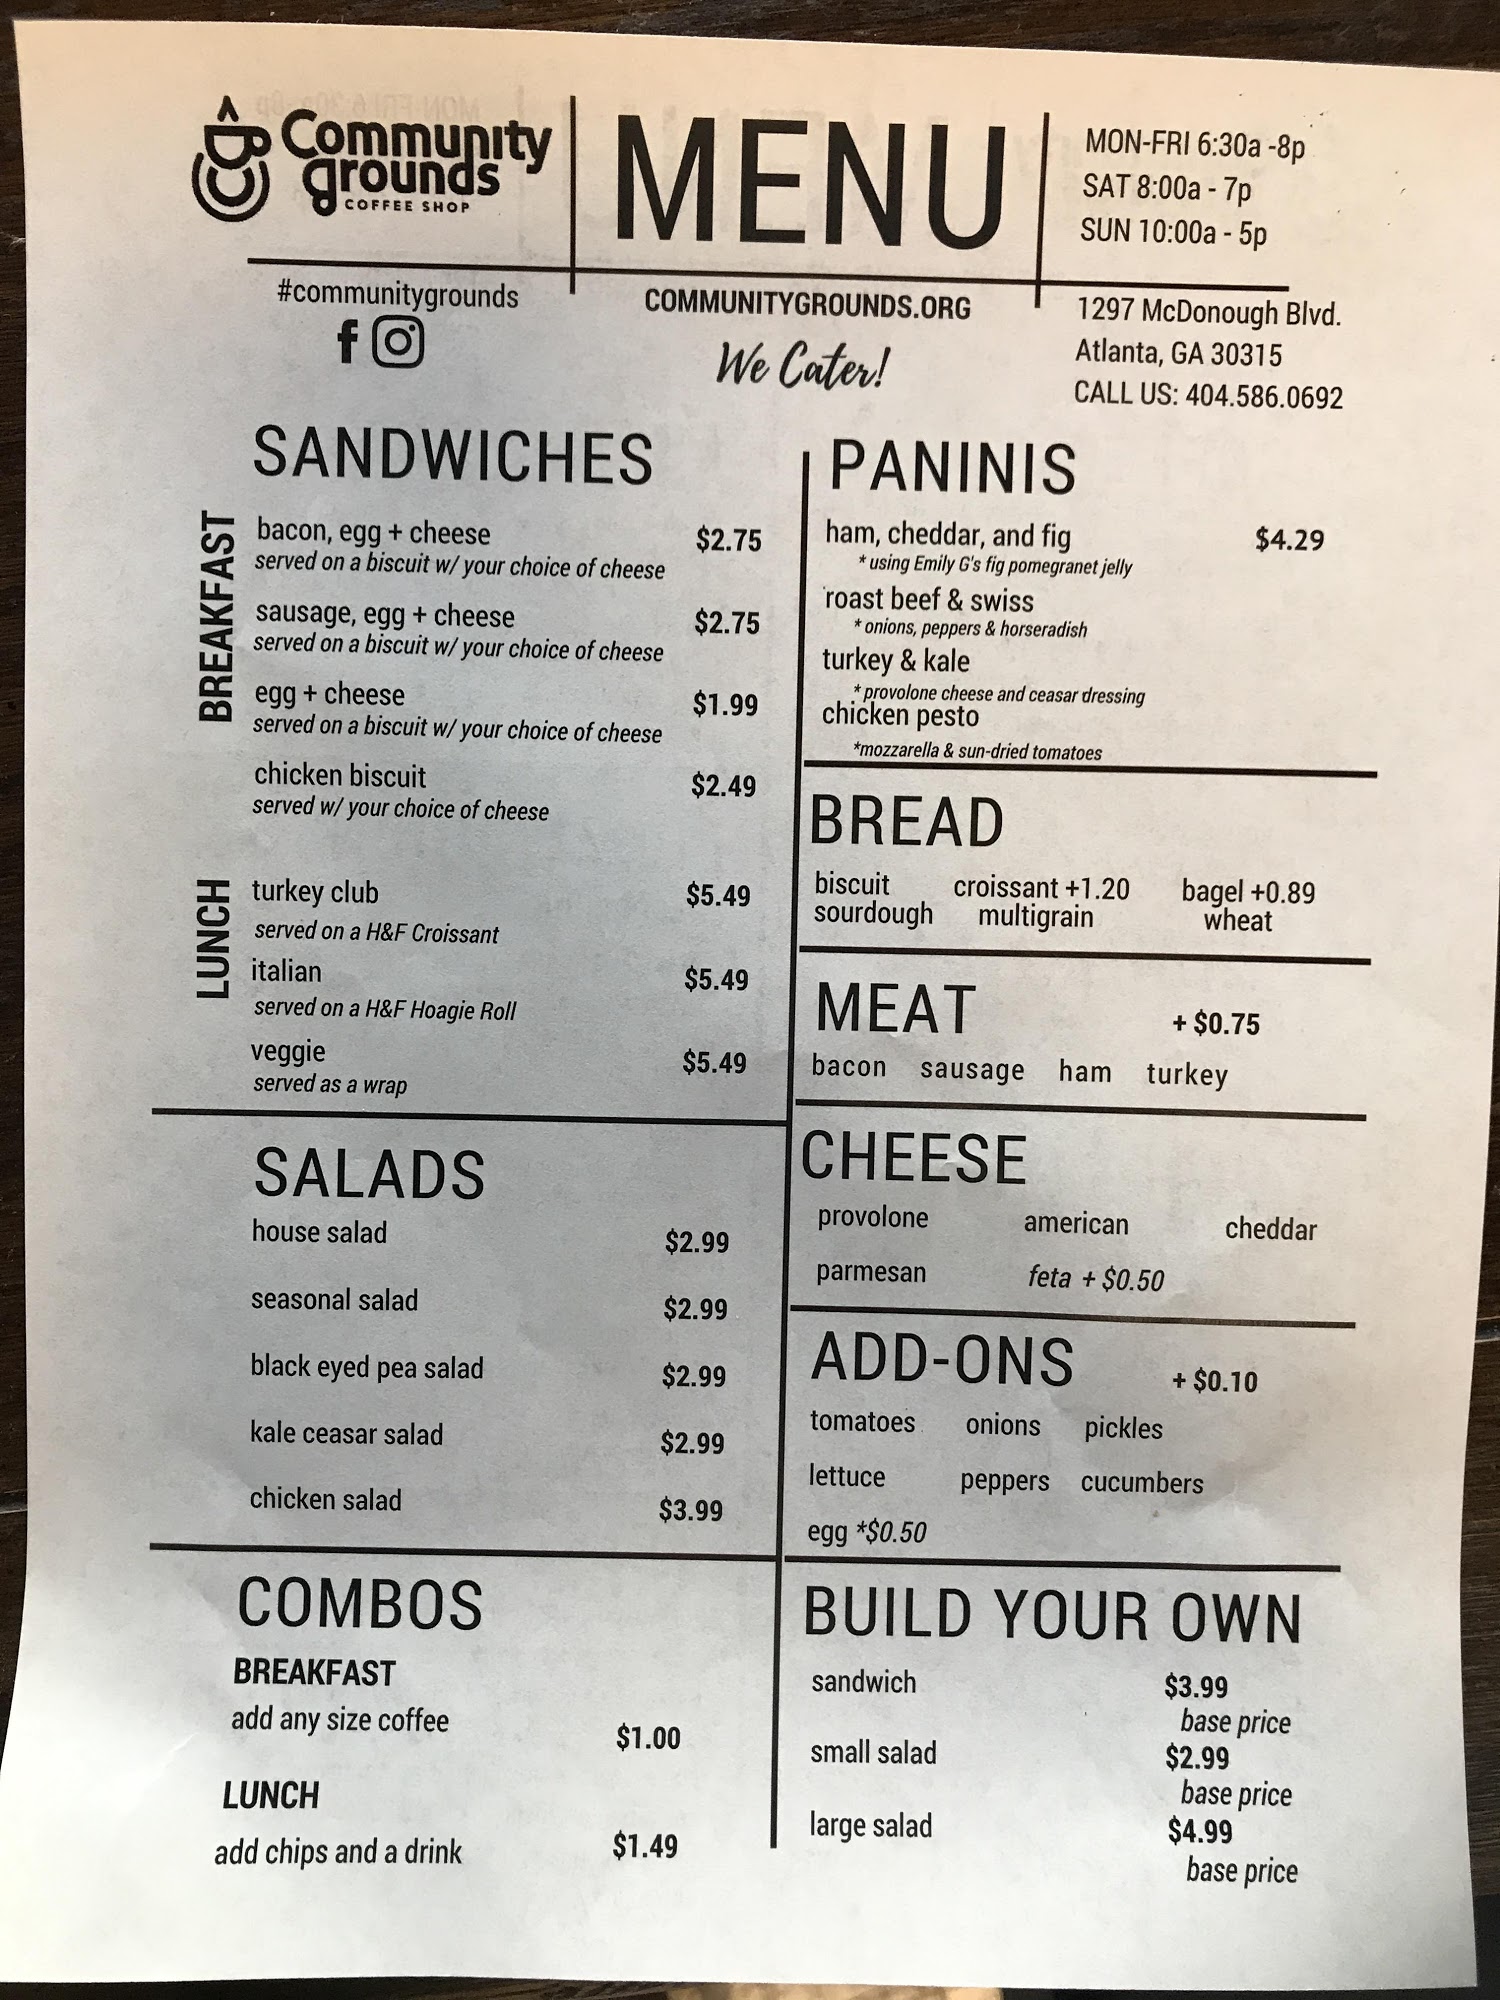 Community
grounds
COFFEE SHOP
MENU
MON-FRI 6:30a -8p
SAT 8:00a - 7p
SUN 10:00a - 5p
#communitygrounds
COMMUNITYGROUNDS.ORG
We Cater!
1297 McDonough Blvd.
Atlanta, GA 30315
CALL US: 404.586.0692
SANDWICHES
BREAKFAST
bacon, egg + cheese $2.75
served on a biscuit w/ your choice of cheese
sausage, egg + cheese $2.75
served on a biscuit w/ your choice of cheese
egg + cheese $1.99
served on a biscuit w/ your choice of cheese
chicken biscuit $2.49
served w/ your choice of cheese
LUNCH
turkey club $5.49
served on a H&F Croissant
italian $5.49
served on a H&F Hoagie Roll
veggie $5.49
served as a wrap
SALADS
house salad $2.99
seasonal salad $2.99
black eyed pea salad $2.99
kale ceasar salad $2.99
chicken salad $3.99
COMBOS
BREAKFAST
add any size coffee $1.00
LUNCH
add chips and a drink $1.49
PANINIS
ham, cheddar, and fig $4.29
* using Emily G's fig pomegranet jelly
roast beef & swiss
* onions, peppers & horseradish
turkey & kale
* provolone cheese and ceasar dressing
chicken pesto
*mozzarella & sun-dried tomatoes
BREAD
biscuit croissant +1.20 bagel +0.89
sourdough multigrain wheat
MEAT + $0.75
bacon sausage ham turkey
CHEESE
provolone american cheddar
parmesan feta + $0.50
ADD-ONS + $0.10
tomatoes onions pickles
lettuce peppers cucumbers
egg *$0.50
BUILD YOUR OWN
sandwich $3.99
base price
small salad $2.99
base price
large salad $4.99
base price